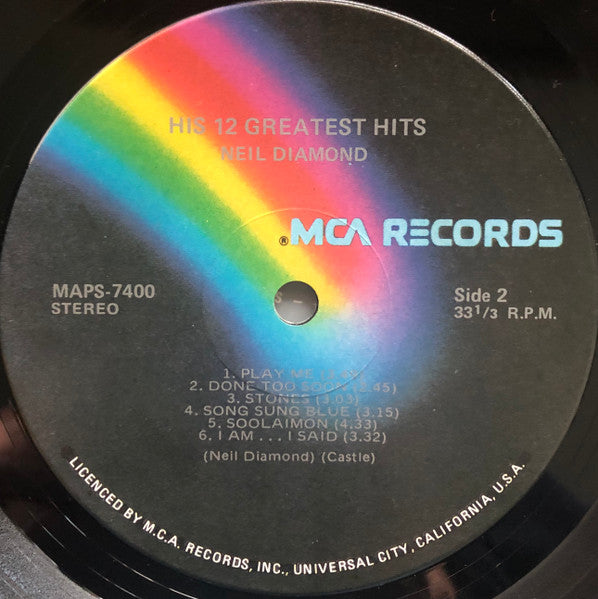 HIS 12 GREATEST HITS
NEIL DIAMOND
® MCA RECORDS
MAPS-7400
STEREO
Side 2
33 1/3 R.P.M.
1. PLAY ME
2. DONE TOO SOON (2.45)
3. STONES (3.03)
4. SONG SUNG BLUE (3.15)
5. SOOLAIMON (4.33)
6. I AM . . . I SAID (3.32)
(Neil Diamond) (Castle)
LICENCED BY M.C.A. RECORDS, INC., UNIVERSAL CITY, CALIFORNIA, U.S.A.